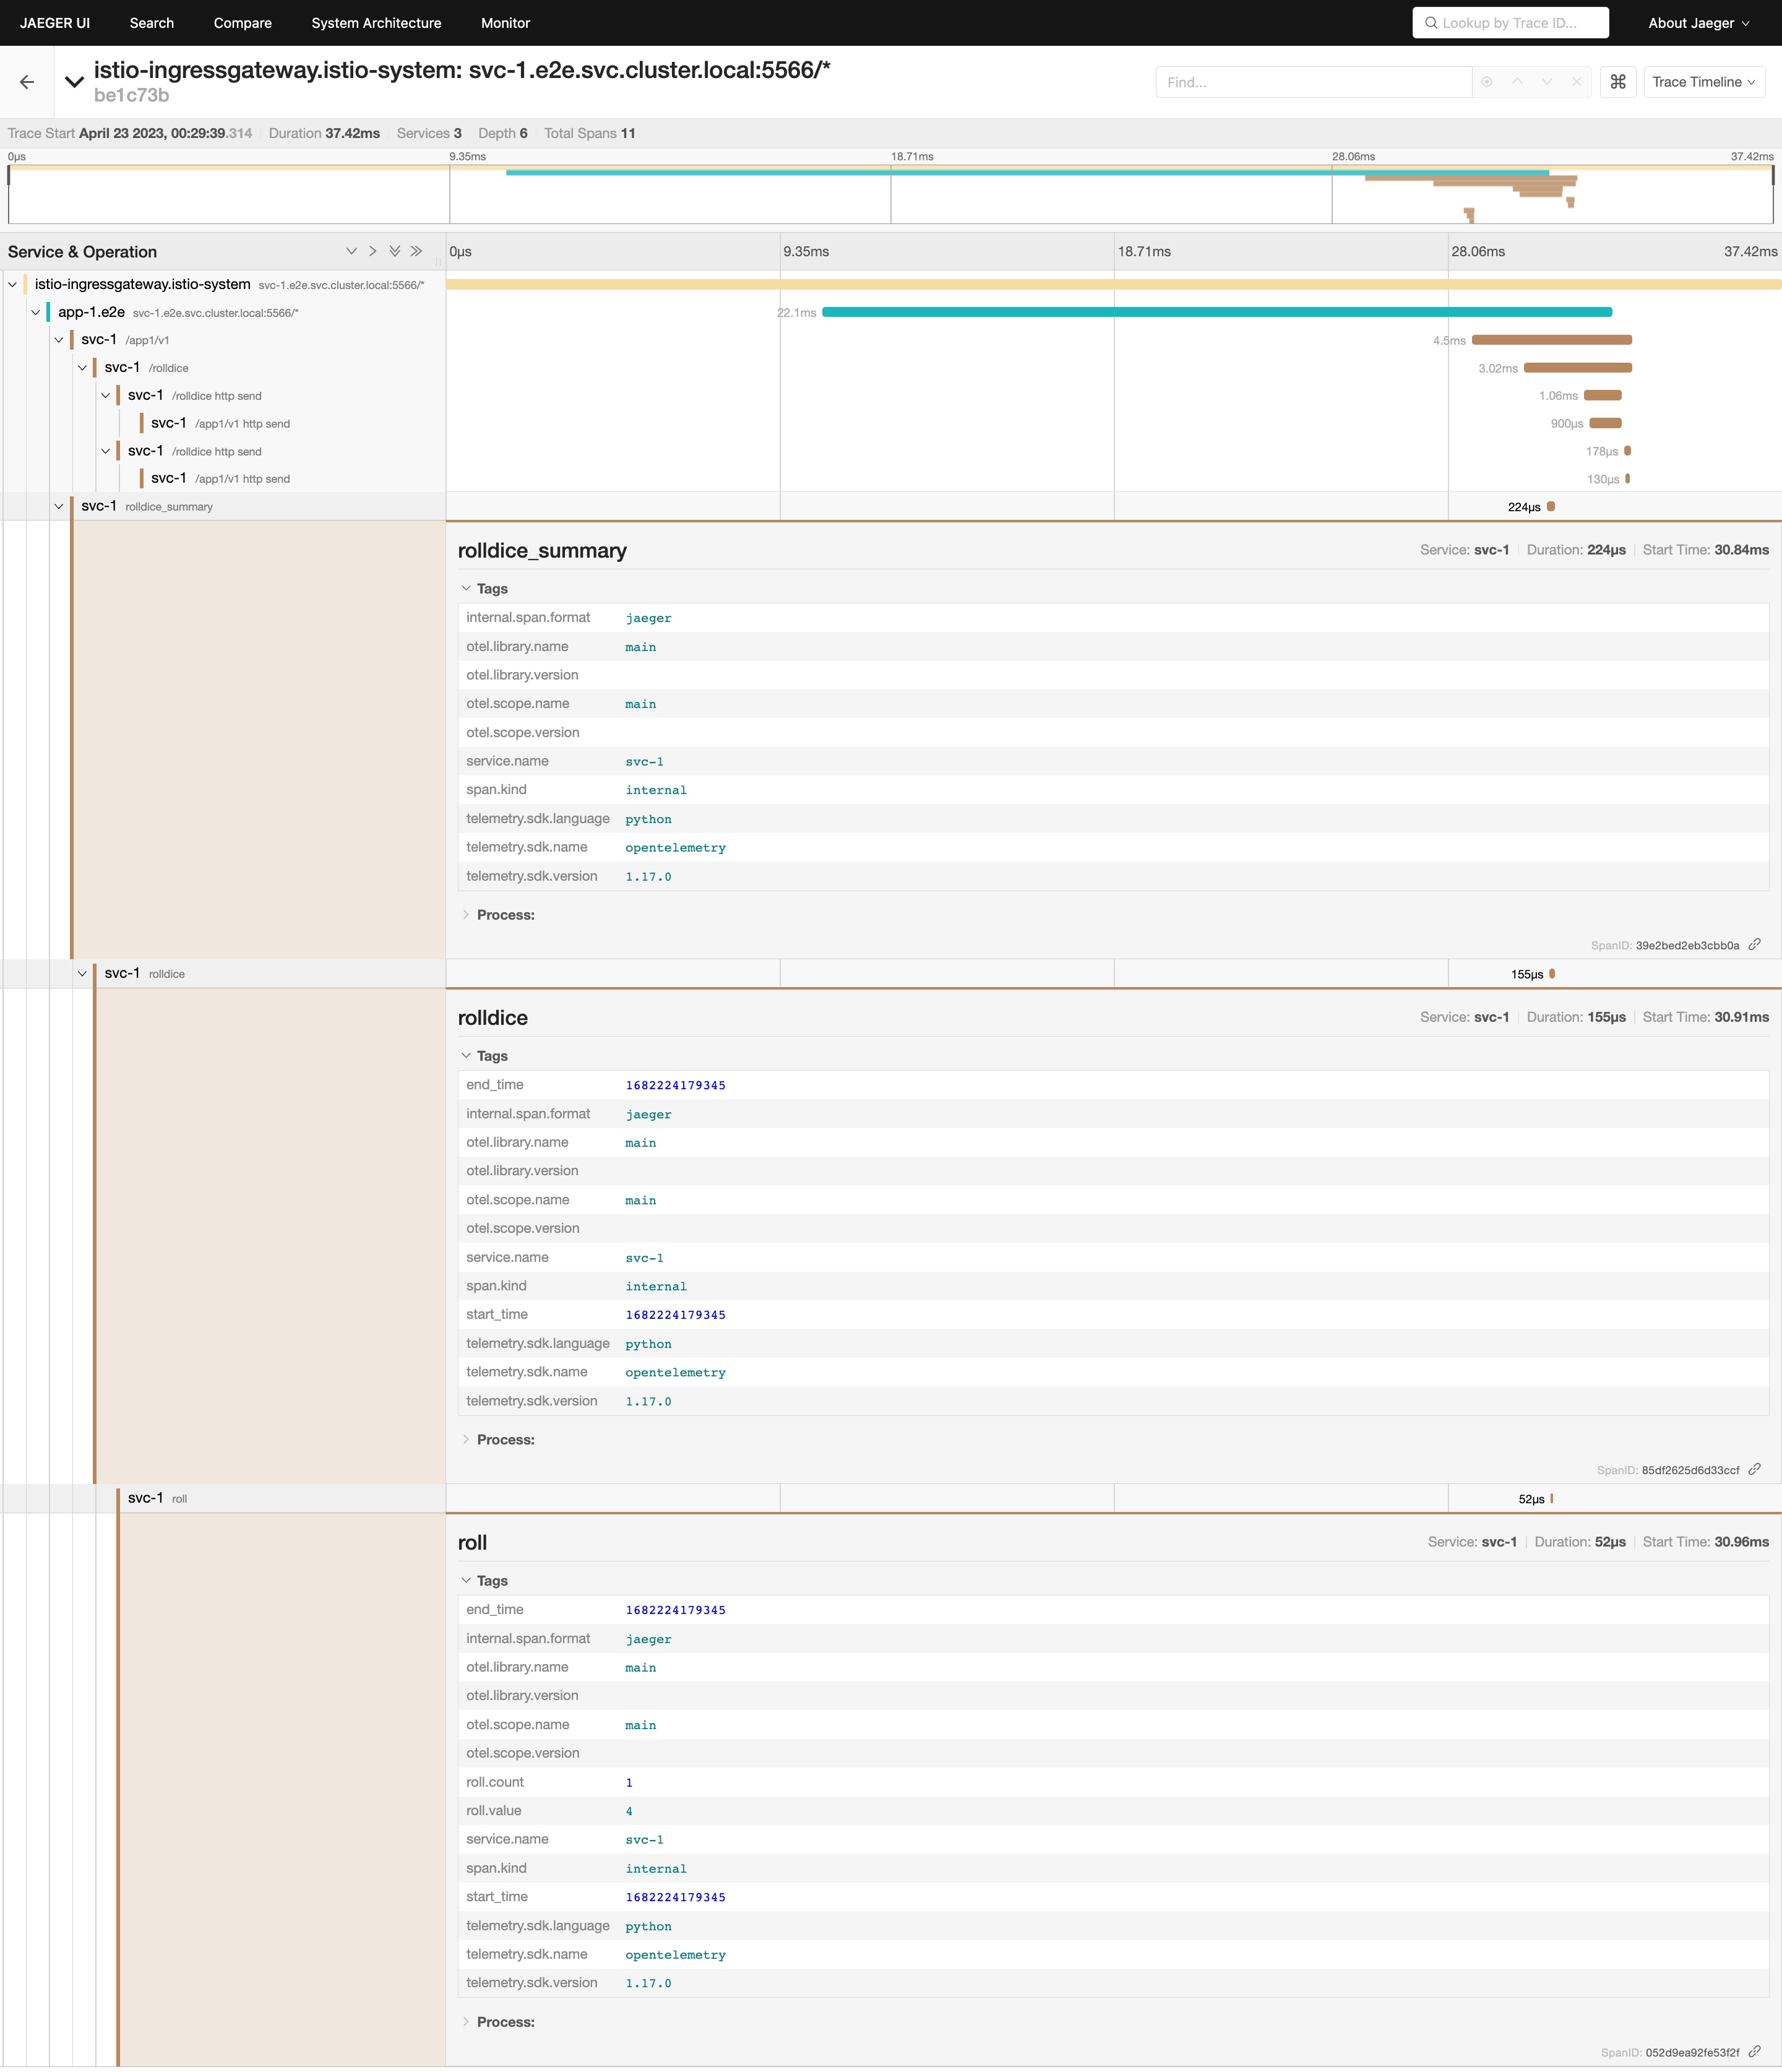 JAEGER UI Search Compare System Architecture Monitor Lookup by Trace ID... About Jaeger
istio-ingressgateway.istio-system: svc-1.e2e.svc.cluster.local:5566/*
be1c73b
Find... ⌘ Trace Timeline
Trace Start April 23 2023, 00:29:39.314 Duration 37.42ms Services 3 Depth 6 Total Spans 11
0μs 9.35ms 18.71ms 28.06ms 37.42ms
Service & Operation 0μs 9.35ms 18.71ms 28.06ms 37.42ms
istio-ingressgateway.istio-system svc-1.e2e.svc.cluster.local:5566/*
app-1.e2e svc-1.e2e.svc.cluster.local:5566/* 22.1ms
svc-1 /app1/v1 4.5ms
svc-1 /rolldice 3.02ms
svc-1 /rolldice http send 1.06ms
svc-1 /app1/v1 http send 900μs
svc-1 /rolldice http send 178μs
svc-1 /app1/v1 http send 130μs
svc-1 rolldice_summary 224μs
rolldice_summary Service: svc-1 Duration: 224μs Start Time: 30.84ms
Tags
internal.span.format jaeger
otel.library.name main
otel.library.version
otel.scope.name main
otel.scope.version
service.name svc-1
span.kind internal
telemetry.sdk.language python
telemetry.sdk.name opentelemetry
telemetry.sdk.version 1.17.0
Process:
SpanID: 39e2bed2eb3cbb0a
svc-1 rolldice 155μs
rolldice Service: svc-1 Duration: 155μs Start Time: 30.91ms
Tags
end_time 1682224179345
internal.span.format jaeger
otel.library.name main
otel.library.version
otel.scope.name main
otel.scope.version
service.name svc-1
span.kind internal
start_time 1682224179345
telemetry.sdk.language python
telemetry.sdk.name opentelemetry
telemetry.sdk.version 1.17.0
Process:
SpanID: 85df2625d6d33ccf
svc-1 roll 52μs
roll Service: svc-1 Duration: 52μs Start Time: 30.96ms
Tags
end_time 1682224179345
internal.span.format jaeger
otel.library.name main
otel.library.version
otel.scope.name main
otel.scope.version
roll.count 1
roll.value 4
service.name svc-1
span.kind internal
start_time 1682224179345
telemetry.sdk.language python
telemetry.sdk.name opentelemetry
telemetry.sdk.version 1.17.0
Process:
SpanID: 052d9ea92fe53f2f